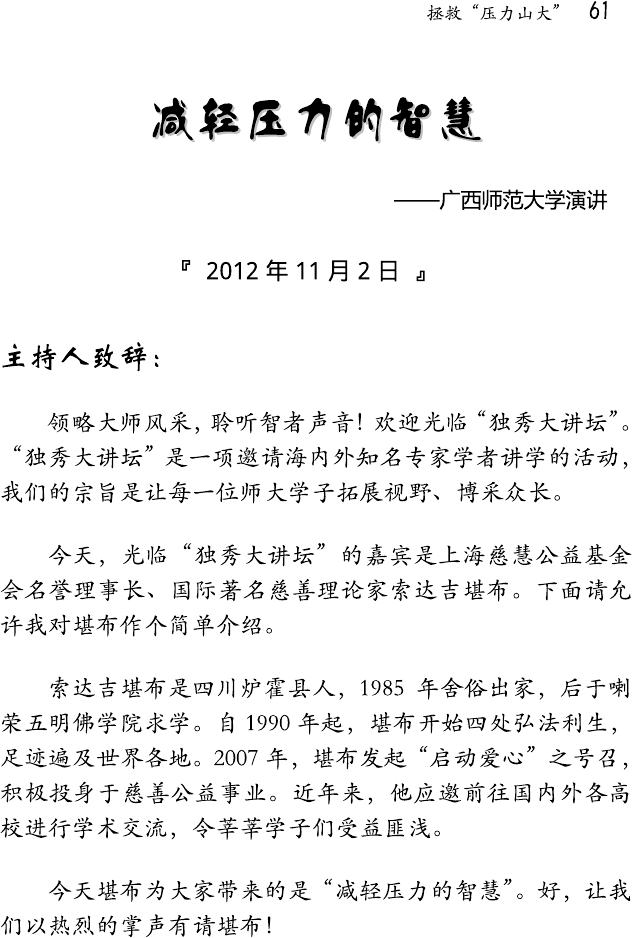 拯救“压力山大” 61
减轻压力的智慧
——广西师范大学演讲
『 2012 年 11 月 2 日 』
主持人致辞：
领略大师风采，聆听智者声音！欢迎光临“独秀大讲坛”。
“独秀大讲坛”是一项邀请海内外知名专家学者讲学的活动，
我们的宗旨是让每一位师大学子拓展视野、博采众长。
今天，光临“独秀大讲坛”的嘉宾是上海慈慧公益基金
会名誉理事长、国际著名慈善理论家索达吉堪布。下面请允
许我对堪布作个简单介绍。
索达吉堪布是四川炉霍县人，1985 年舍俗出家，后于喇
荣五明佛学院求学。自 1990 年起，堪布开始四处弘法利生，
足迹遍及世界各地。2007 年，堪布发起“启动爱心”之号召，
积极投身于慈善公益事业。近年来，他应邀前往国内外各高
校进行学术交流，令莘莘学子们受益匪浅。
今天堪布为大家带来的是“减轻压力的智慧”。好，让我
们以热烈的掌声有请堪布！